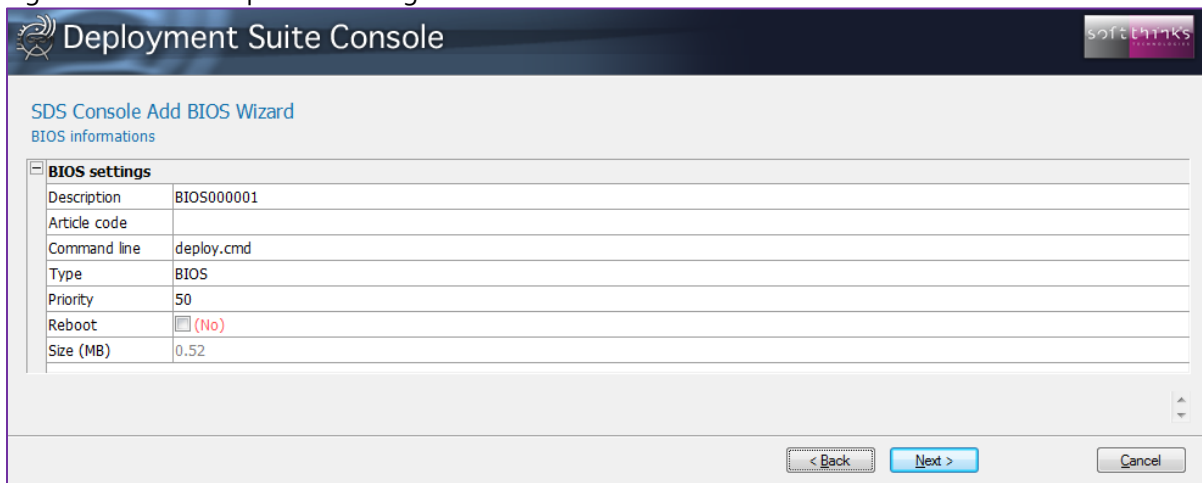 Deployment Suite Console
softthinks
TECHNOLOGIES
SDS Console Add BIOS Wizard
BIOS informations
BIOS settings
Description BIOS000001
Article code
Command line deploy.cmd
Type BIOS
Priority 50
Reboot (No)
Size (MB) 0.52
< Back Next > Cancel